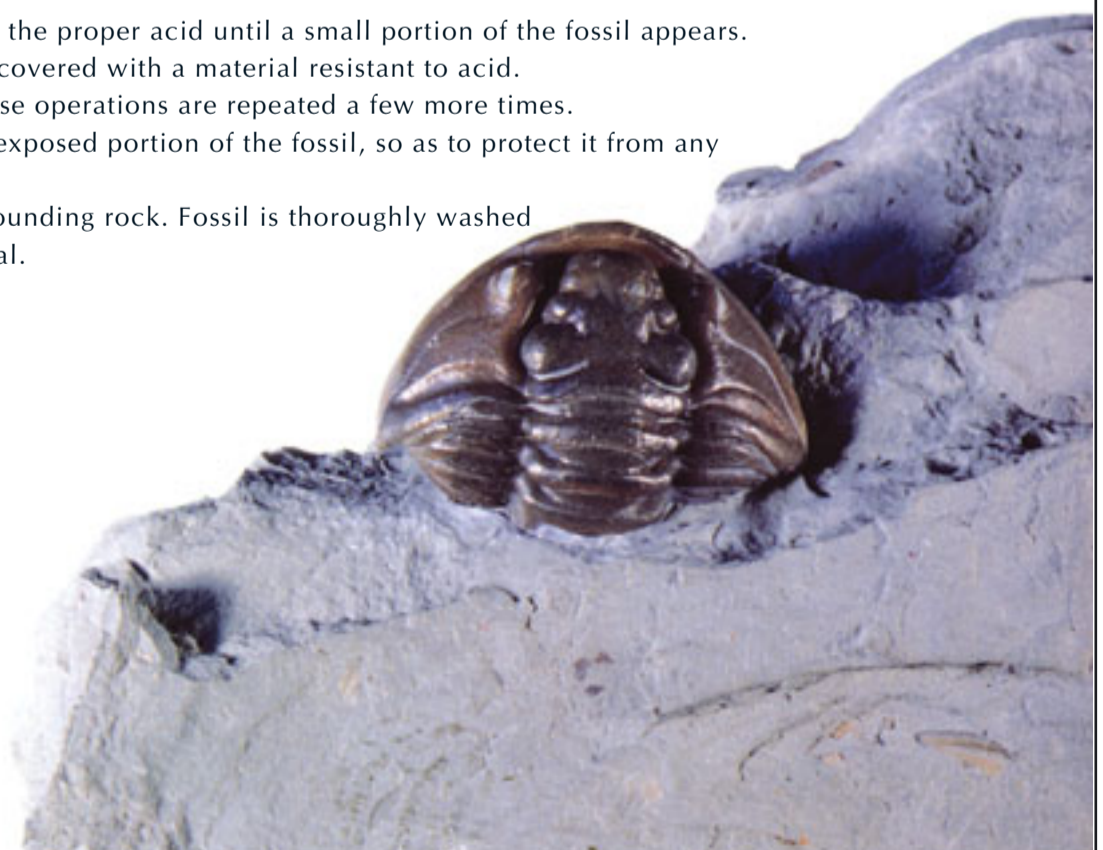 the proper acid until a small portion of the fossil appears.
covered with a material resistant to acid.
se operations are repeated a few more times.
exposed portion of the fossil, so as to protect it from any
ounding rock. Fossil is thoroughly washed
al.